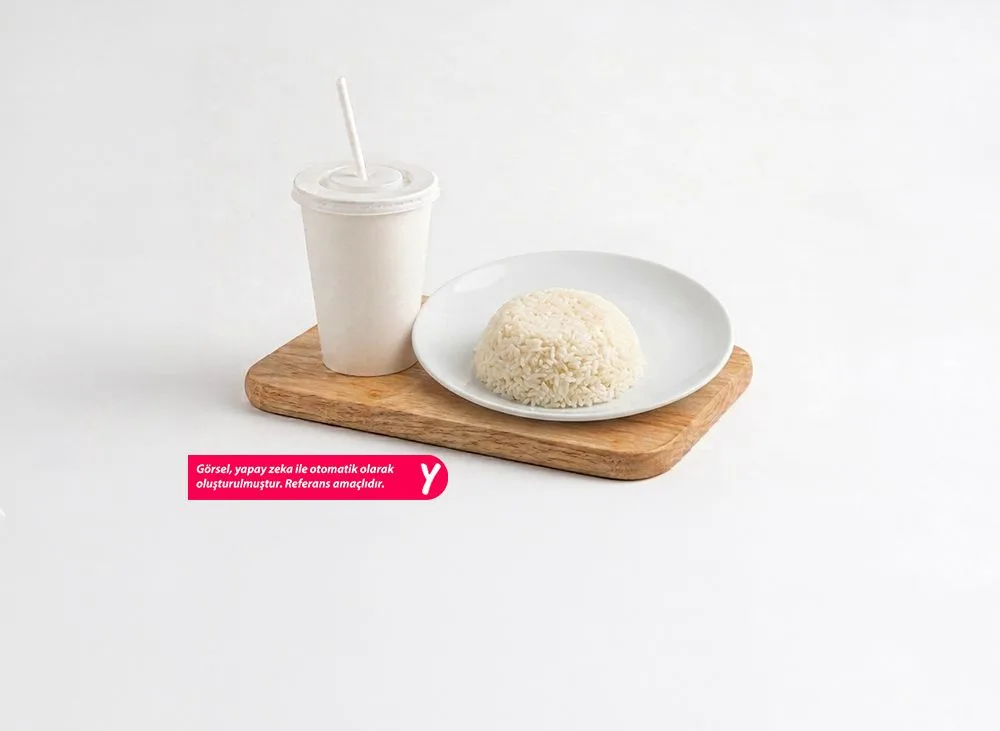 Görsel, yapay zeka ile otomatik olarak
oluşturulmuştur. Referans amaçlıdır.
Y